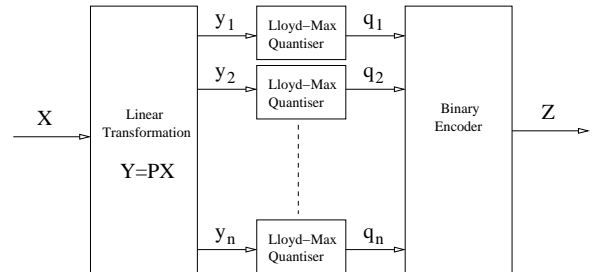 X
Linear
Transformation
Y=PX
y1
Lloyd−Max
Quantiser
q1
y2
Lloyd−Max
Quantiser
q2
yn
Lloyd−Max
Quantiser
qn
Binary
Encoder
Z